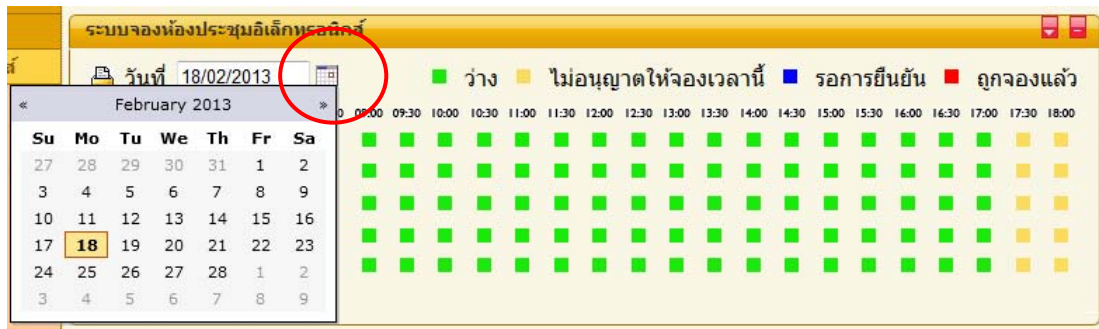 ระบบจองห้องประชุมอิเล็กทรอนิกส์
ส์
วันที่ 18/02/2013 ว่าง ไม่อนุญาตให้จองเวลานี้ รอการยืนยัน ถูกจองแล้ว
« February 2013 »
09:00 09:30 10:00 10:30 11:00 11:30 12:00 12:30 13:00 13:30 14:00 14:30 15:00 15:30 16:00 16:30 17:00 17:30 18:00
Su Mo Tu We Th Fr Sa
27 28 29 30 31 1 2
3 4 5 6 7 8 9
10 11 12 13 14 15 16
17 18 19 20 21 22 23
24 25 26 27 28 1 2
3 4 5 6 7 8 9